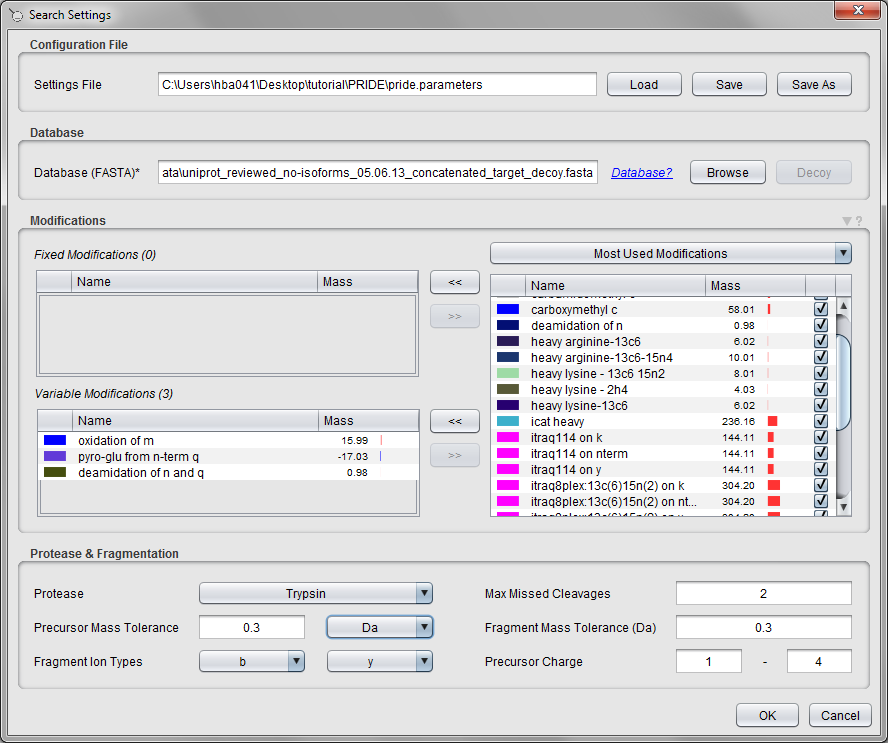 Search Settings
Configuration File
Settings File C:\Users\hba041\Desktop\tutorial\PRIDE\pride.parameters Load Save Save As
Database
Database (FASTA)* ata\uniprot_reviewed_no-isoforms_05.06.13_concatenated_target_decoy.fasta Database? Browse Decoy
Modifications ?
Fixed Modifications (0)
Name Mass
<<
>>
Variable Modifications (3)
Name Mass
oxidation of m 15.99
pyro-glu from n-term q -17.03
deamidation of n and q 0.98
<<
>>
Most Used Modifications
Name Mass
carboxymethyl c 58.01
deamidation of n 0.98
heavy arginine-13c6 6.02
heavy arginine-13c6-15n4 10.01
heavy lysine - 13c6 15n2 8.01
heavy lysine - 2h4 4.03
heavy lysine-13c6 6.02
icat heavy 236.16
itraq114 on k 144.11
itraq114 on nterm 144.11
itraq114 on y 144.11
itraq8plex:13c(6)15n(2) on k 304.20
itraq8plex:13c(6)15n(2) on nt... 304.20
Protease & Fragmentation
Protease Trypsin Max Missed Cleavages 2
Precursor Mass Tolerance 0.3 Da Fragment Mass Tolerance (Da) 0.3
Fragment Ion Types b y Precursor Charge 1 - 4
OK Cancel